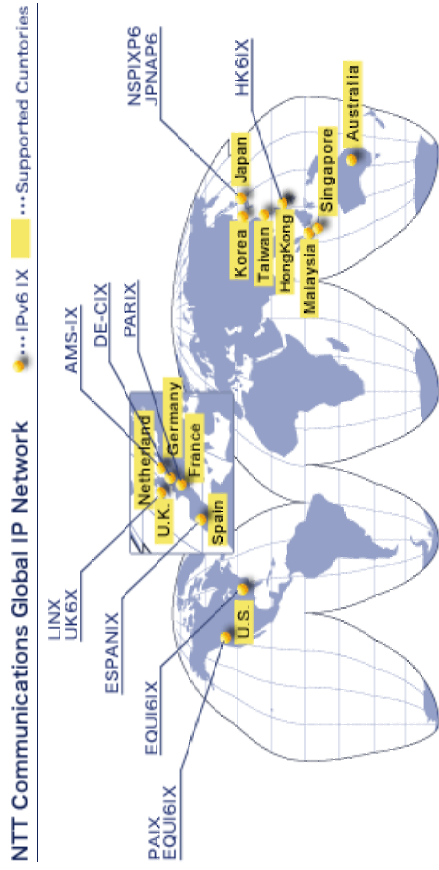 NTT Communications Global IP Network
••• IPv6 IX
••• Supported Cuntories
LINX
UK6X
AMS-IX
DE-CIX
PARIX
NSPIXP6
JPNAP6
HK6IX
ESPANIX
EQUI6IX
PAIX
EQUI6IX
Netherland
Germany
U.K.
France
Spain
U.S.
Japan
Korea
Taiwan
HongKong
Malaysia
Singapore
Australia